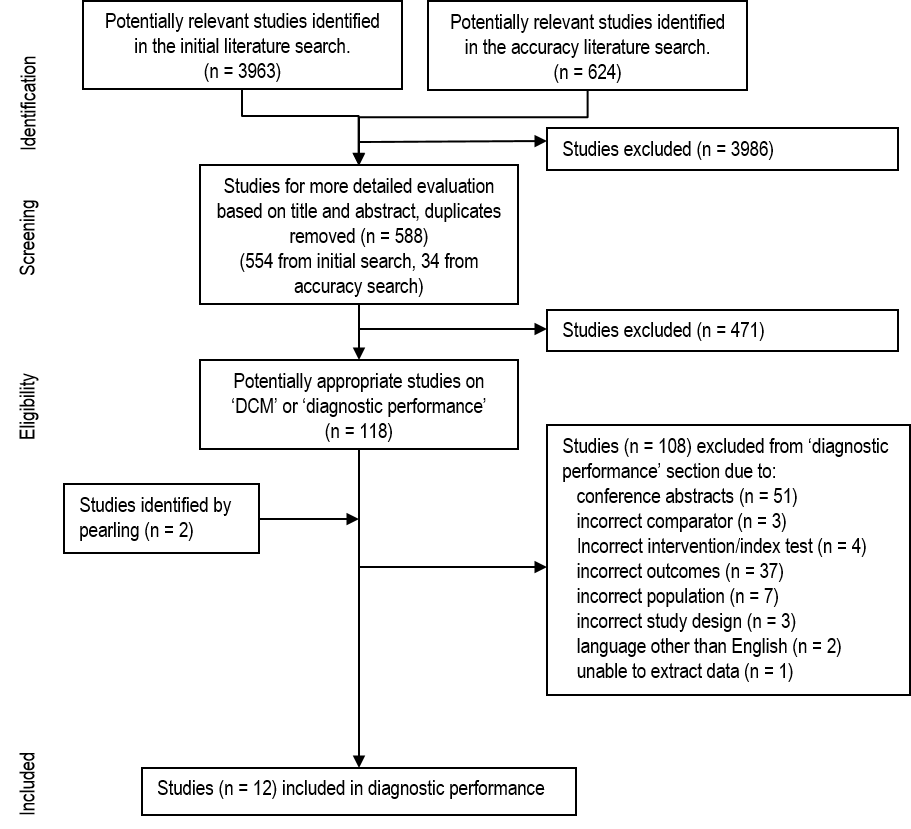 Potentially relevant studies identified
in the initial literature search.
(n = 3963)
Potentially relevant studies identified
in the accuracy literature search.
(n = 624)
Identification
Studies excluded (n = 3986)
Screening
Studies for more detailed evaluation
based on title and abstract, duplicates
removed (n = 588)
(554 from initial search, 34 from
accuracy search)
Studies excluded (n = 471)
Eligibility
Potentially appropriate studies on
‘DCM’ or ‘diagnostic performance’
(n = 118)
Studies identified by
pearling (n = 2)
Studies (n = 108) excluded from ‘diagnostic
performance’ section due to:
conference abstracts (n = 51)
incorrect comparator (n = 3)
Incorrect intervention/index test (n = 4)
incorrect outcomes (n = 37)
incorrect population (n = 7)
incorrect study design (n = 3)
language other than English (n = 2)
unable to extract data (n = 1)
Included
Studies (n = 12) included in diagnostic performance